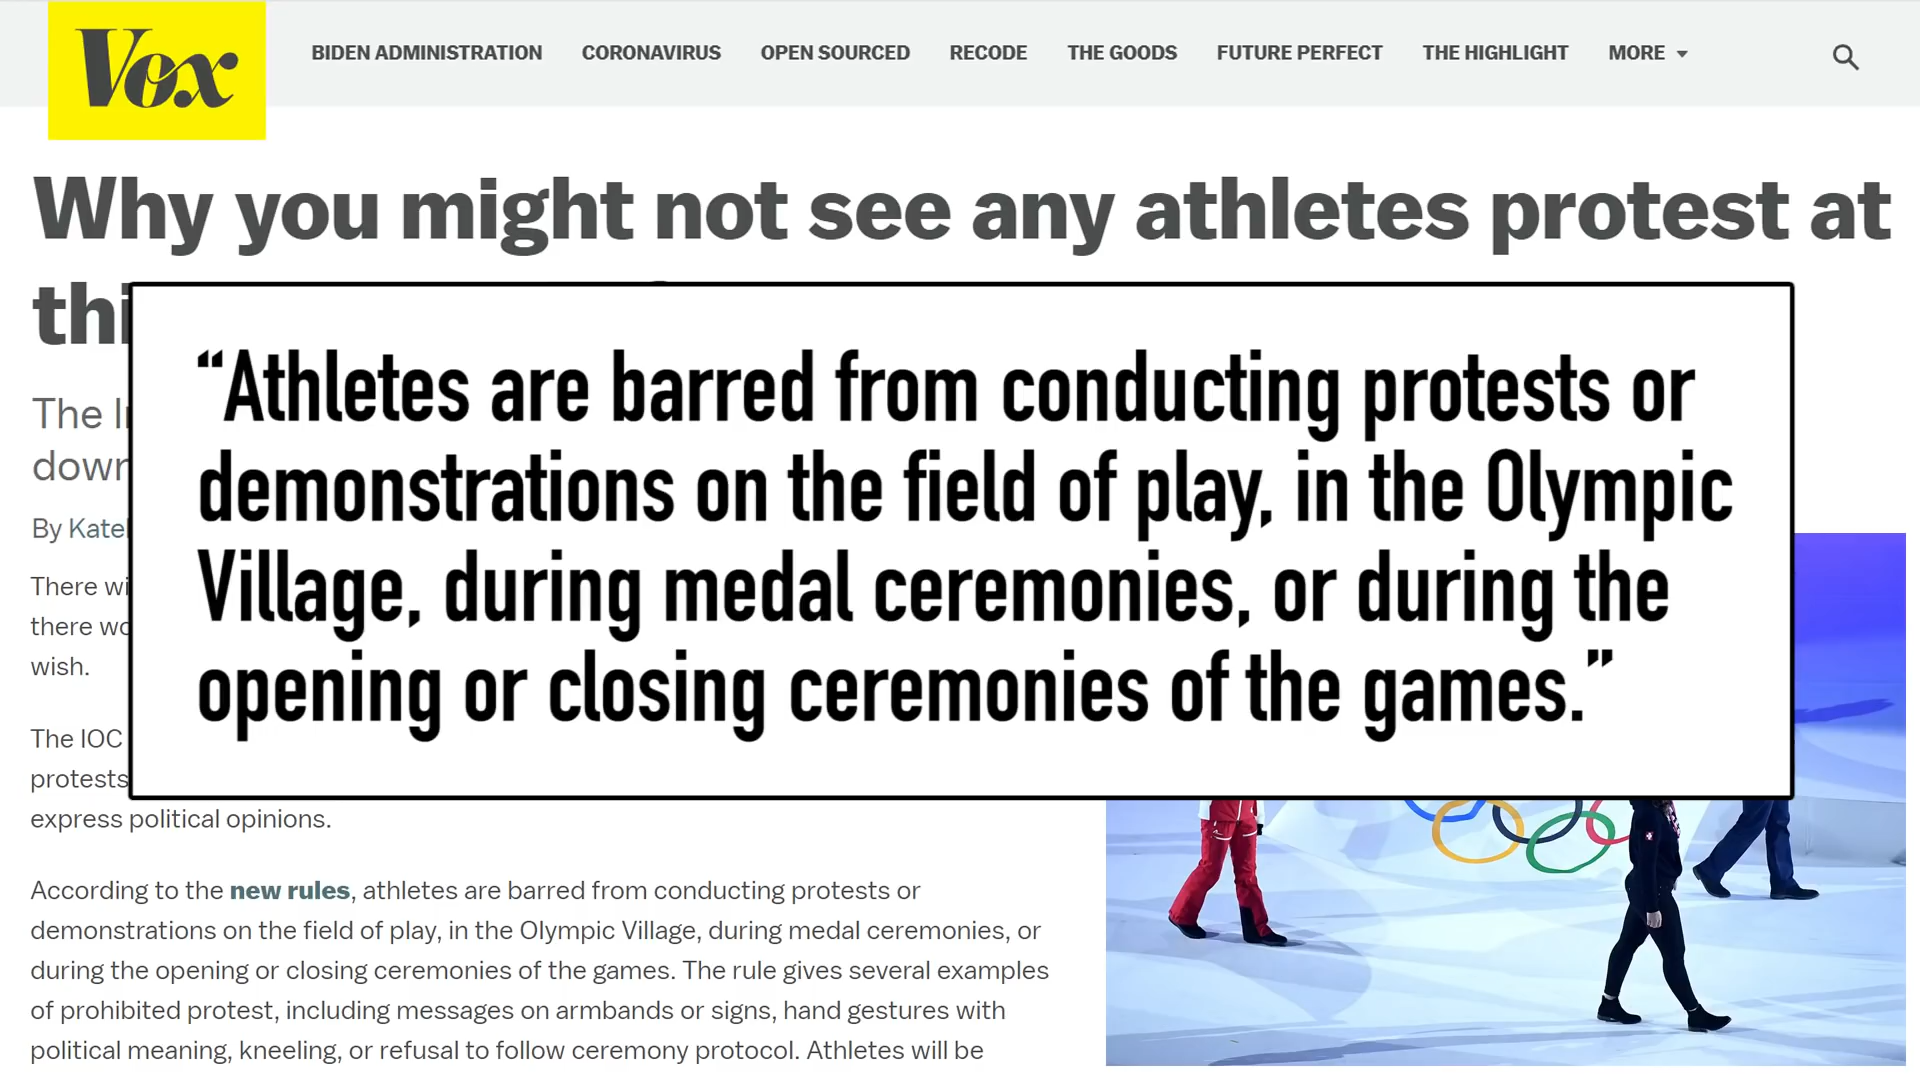 Vox
BIDEN ADMINISTRATION CORONAVIRUS OPEN SOURCED RECODE THE GOODS FUTURE PERFECT THE HIGHLIGHT MORE
Why you might not see any athletes protest at
“Athletes are barred from conducting protests or
demonstrations on the field of play, in the Olympic
Village, during medal ceremonies, or during the
opening or closing ceremonies of the games.”
The
By
There
there
wish.
The IOC
protests
express political opinions.
According to the new rules, athletes are barred from conducting protests or
demonstrations on the field of play, in the Olympic Village, during medal ceremonies, or
during the opening or closing ceremonies of the games. The rule gives several examples
of prohibited protest, including messages on armbands or signs, hand gestures with
political meaning, kneeling, or refusal to follow ceremony protocol. Athletes will be